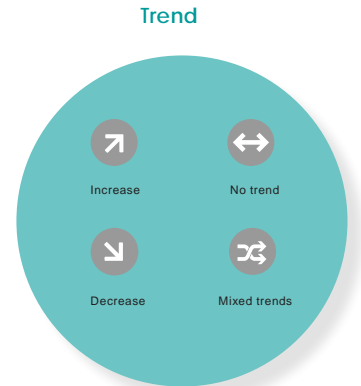 Trend
Increase
No trend
Decrease
Mixed trends